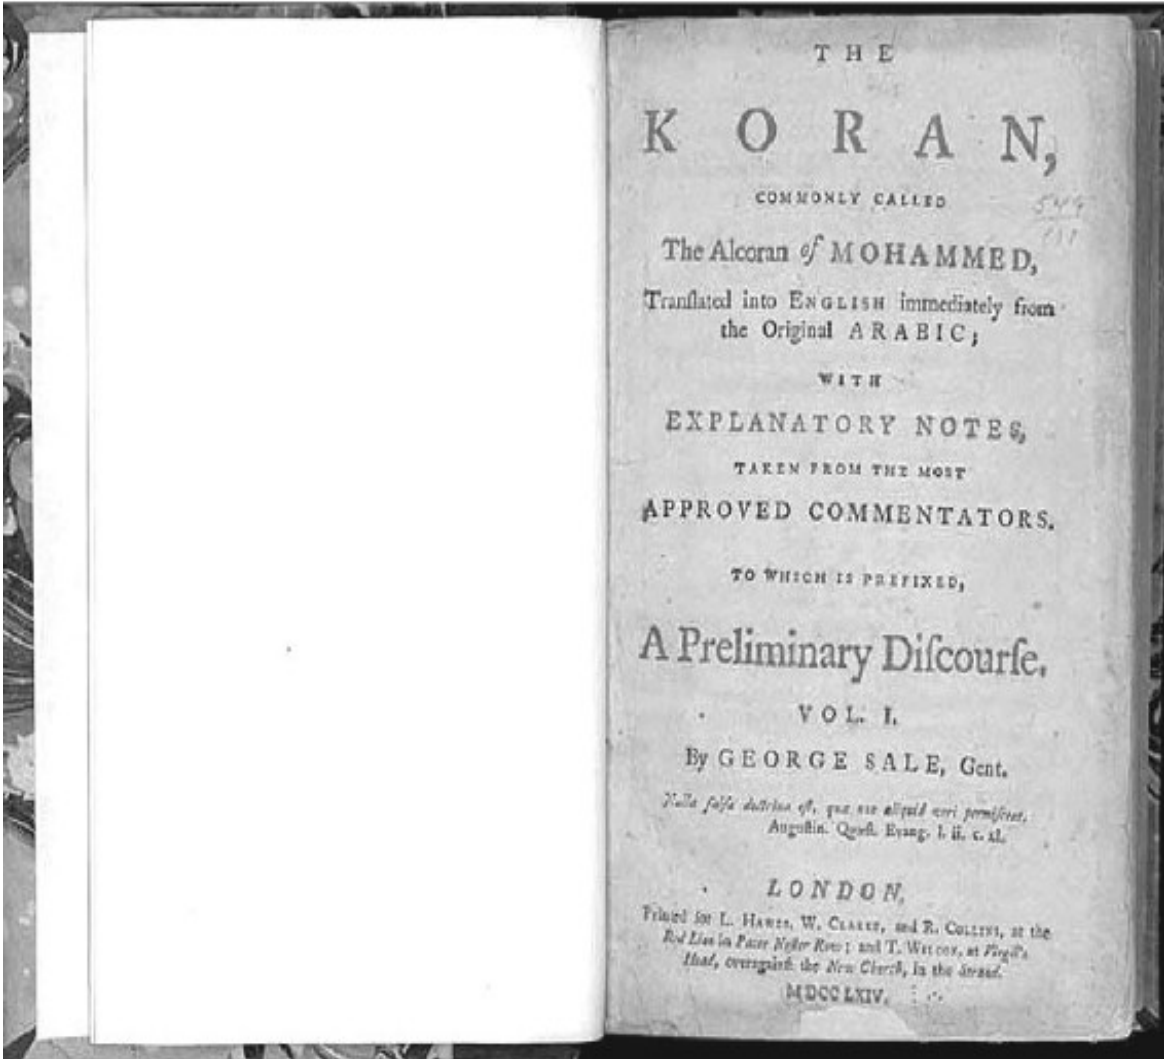 THE
KORAN,
COMMONLY CALLED
The Alcoran of MOHAMMED,
Tranſlated into ENGLISH immediately from
the Original ARABIC;
WITH
EXPLANATORY NOTES,
TAKEN FROM THE MOST
APPROVED COMMENTATORS.
TO WHICH IS PREFIXED,
A Preliminary Diſcourſe.
VOL. I.
By GEORGE SALE, Gent.
Nulla falſa doctrina eſt, quæ non aliquid veri permiſceat.
Auguſtin. Quæſt. Evang. l. ii. c. xl.
LONDON,
Printed for L. HAWES, W. CLARKE, and R. COLLINS, at the
Red Lion in Pater Noſter Row; and T. WILCOX, at Virgil's
Head, overagainſt the New Church, in the Strand.
MDCCLXIV.